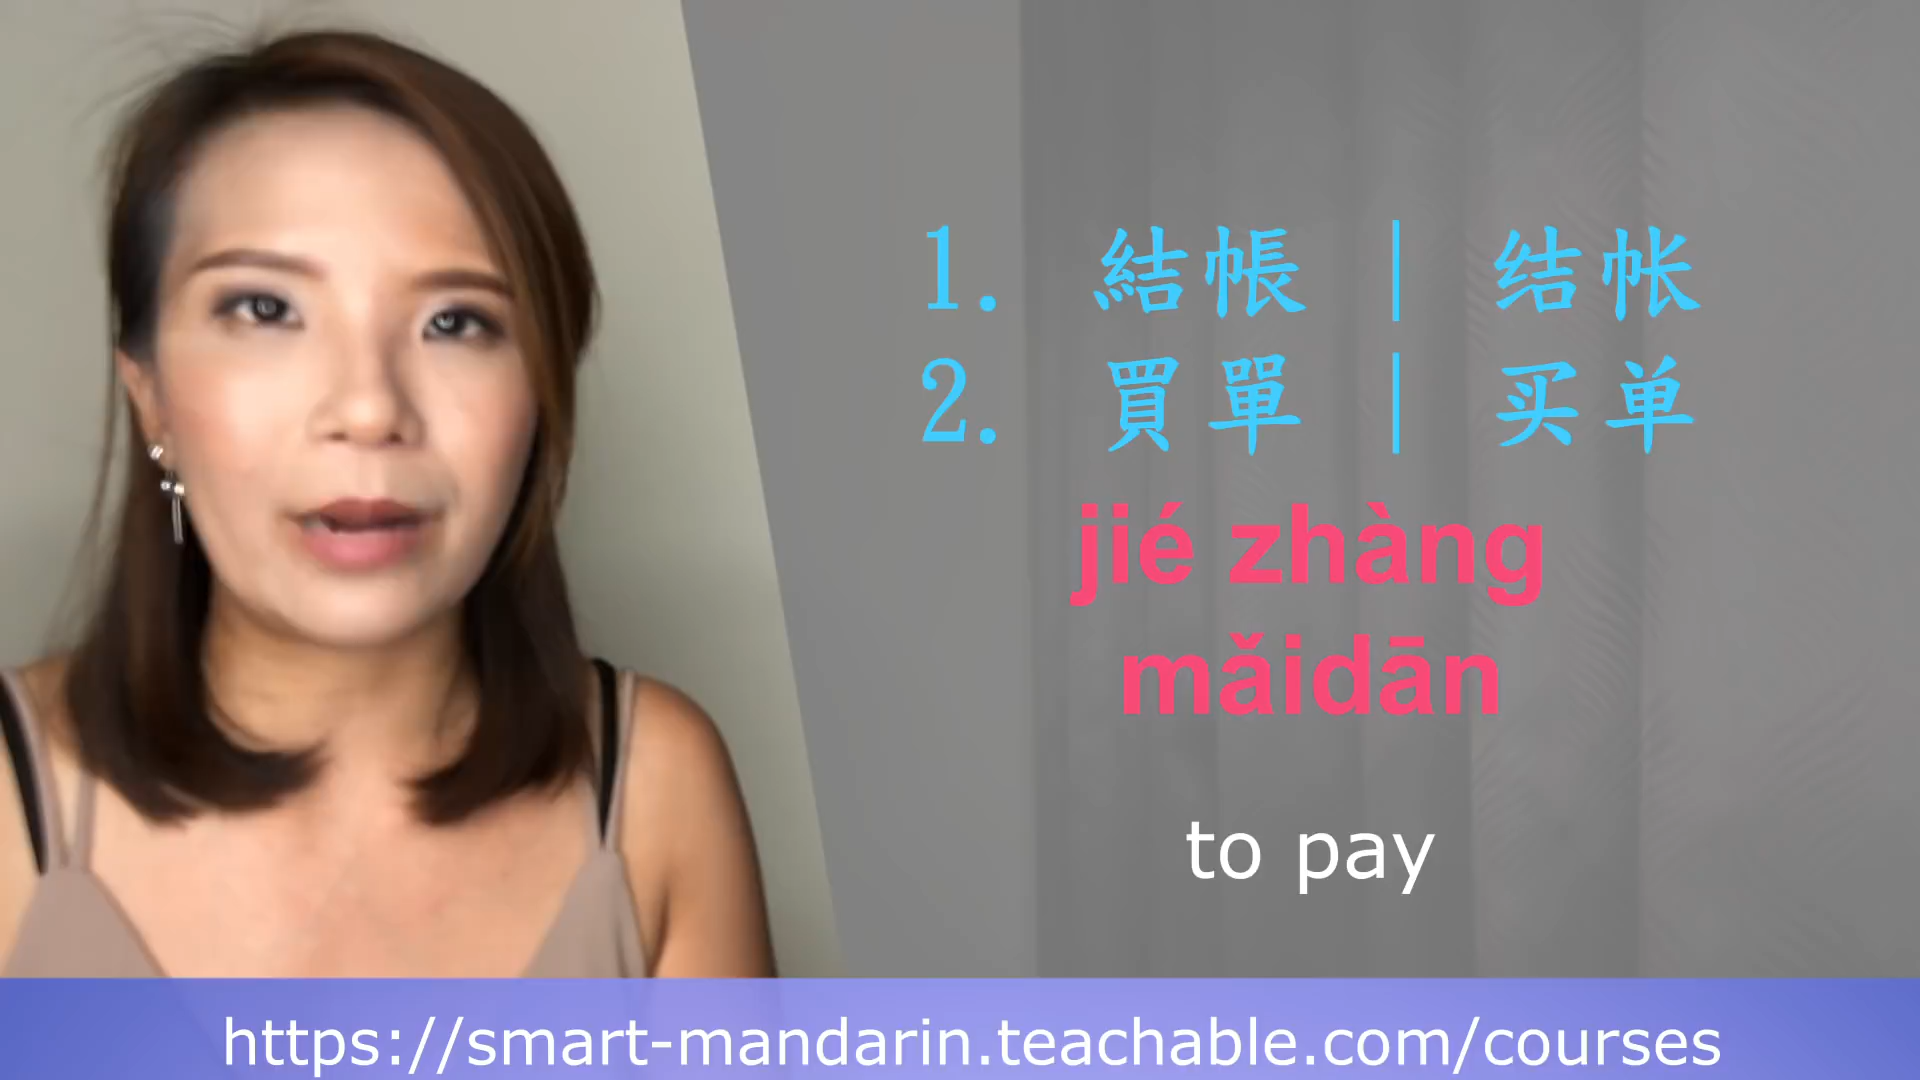 1. 結帳 | 结帐
2. 買單 | 买单
jié zhàng
mǎidān
to pay
https://smart-mandarin.teachable.com/courses